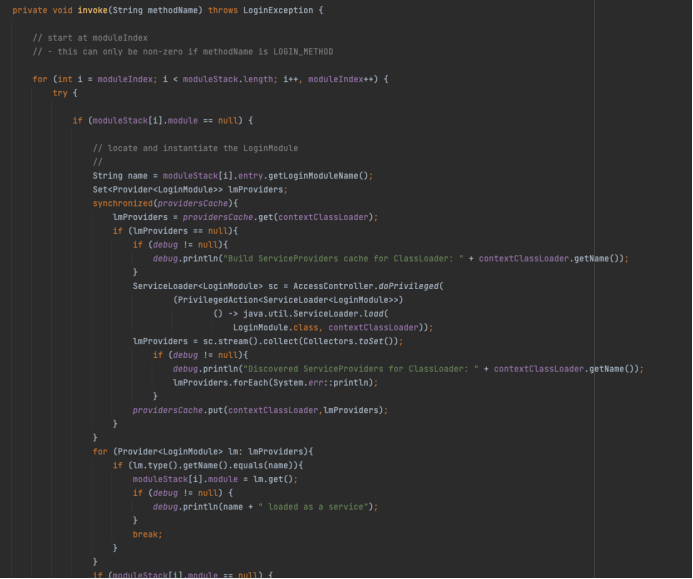 private void invoke(String methodName) throws LoginException {
// start at moduleIndex
// - this can only be non-zero if methodName is LOGIN_METHOD
for (int i = moduleIndex; i < moduleStack.length; i++, moduleIndex++) {
try {
if (moduleStack[i].module == null) {
// locate and instantiate the LoginModule
//
String name = moduleStack[i].entry.getLoginModuleName();
Set<Provider<LoginModule>> lmProviders;
synchronized(providersCache){
lmProviders = providersCache.get(contextClassLoader);
if (lmProviders == null){
if (debug != null){
debug.println("Build ServiceProviders cache for ClassLoader: " + contextClassLoader.getName());
}
ServiceLoader<LoginModule> sc = AccessController.doPrivileged(
(PrivilegedAction<ServiceLoader<LoginModule>>)
() -> java.util.ServiceLoader.load(
LoginModule.class, contextClassLoader));
lmProviders = sc.stream().collect(Collectors.toSet());
if (debug != null){
debug.println("Discovered ServiceProviders for ClassLoader: " + contextClassLoader.getName());
lmProviders.forEach(System.err::println);
}
providersCache.put(contextClassLoader,lmProviders);
}
}
for (Provider<LoginModule> lm: lmProviders){
if (lm.type().getName().equals(name)){
moduleStack[i].module = lm.get();
if (debug != null) {
debug.println(name + " loaded as a service");
}
break;
}
}
if (moduleStack[i].module == null) {